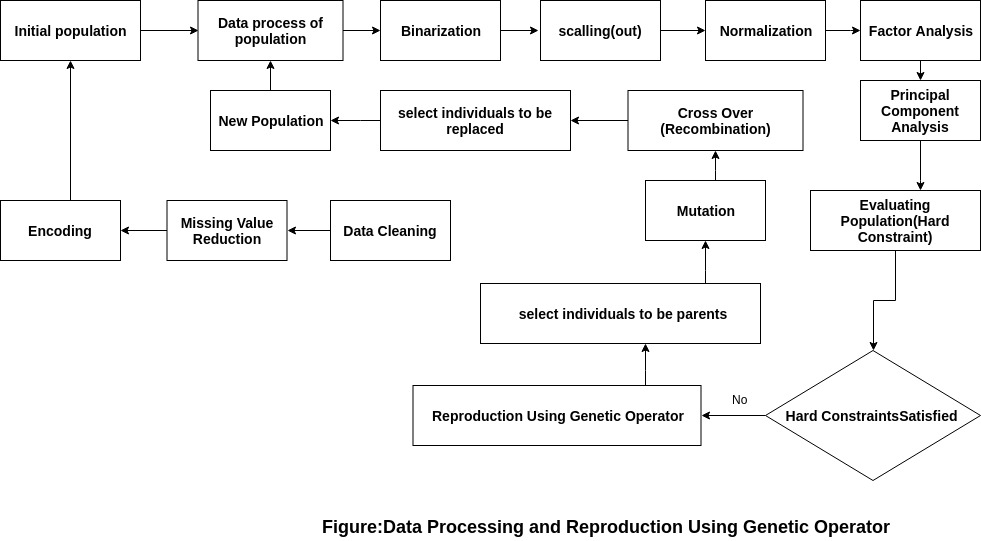 Initial population
Data process of
population
Binarization
scalling(out)
Normalization
Factor Analysis
Principal
Component
Analysis
New Population
select individuals to be
replaced
Cross Over
(Recombination)
Mutation
Evaluating
Population(Hard
Constraint)
Encoding
Missing Value
Reduction
Data Cleaning
select individuals to be parents
Reproduction Using Genetic Operator
No
Hard ConstraintsSatisfied
Figure:Data Processing and Reproduction Using Genetic Operator